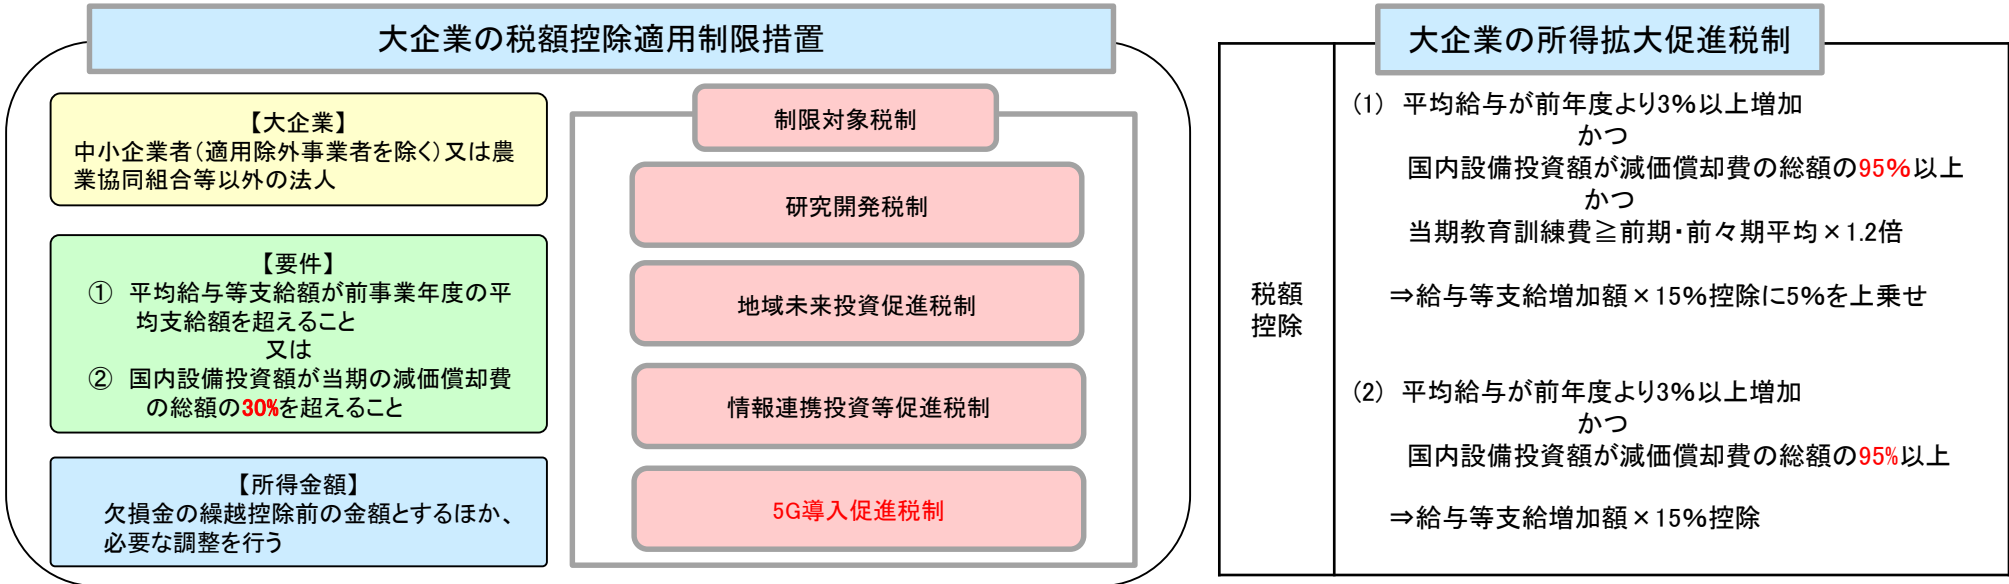 大企業の税額控除適用制限措置
【大企業】
中小企業者(適用除外事業者を除く)又は農
業協同組合等以外の法人
【要件】
① 平均給与等支給額が前事業年度の平
均支給額を超えること
又は
② 国内設備投資額が当期の減価償却費
の総額の30%を超えること
【所得金額】
欠損金の繰越控除前の金額とするほか、
必要な調整を行う
制限対象税制
研究開発税制
地域未来投資促進税制
情報連携投資等促進税制
5G導入促進税制
大企業の所得拡大促進税制
税額
控除
(1) 平均給与が前年度より3%以上増加
かつ
国内設備投資額が減価償却費の総額の95%以上
かつ
当期教育訓練費≧前期・前々期平均×1.2倍
⇒給与等支給増加額×15%控除に5%を上乗せ
(2) 平均給与が前年度より3%以上増加
かつ
国内設備投資額が減価償却費の総額の95%以上
⇒給与等支給増加額×15%控除